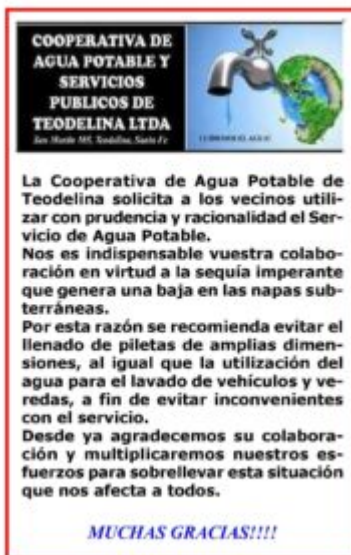 COOPERATIVA DE
AGUA POTABLE Y
SERVICIOS
PUBLICOS DE
TEODELINA LTDA
Teodelina, Santa Fe
EL AGUA!
La Cooperativa de Agua Potable de
Teodelina solicita a los vecinos utili-
zar con prudencia y racionalidad el Ser-
vicio de Agua Potable.
Nos es indispensable vuestra colabo-
ración en virtud a la sequía imperante
que genera una baja en las napas sub-
terráneas.
Por esta razón se recomienda evitar el
llenado de piletas de amplias dimen-
siones, al igual que la utilización del
agua para el lavado de vehículos y ve-
redas, a fin de evitar inconvenientes
con el servicio.
Desde ya agradecemos su colabora-
ción y multiplicaremos nuestros es-
fuerzos para sobrellevar esta situación
que nos afecta a todos.
MUCHAS GRACIAS!!!!